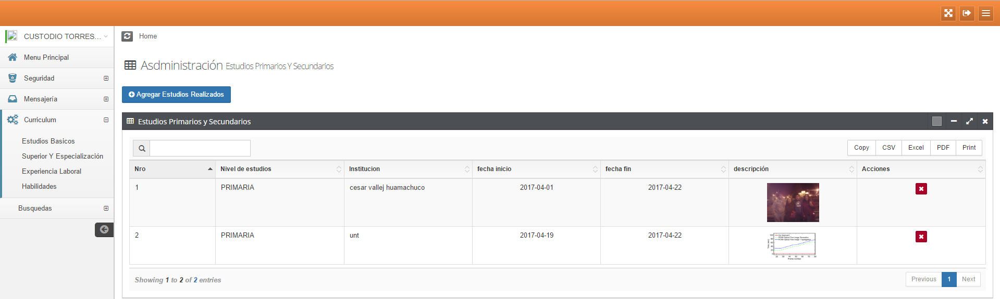 CUSTODIO TORRES...
Home
Menu Principal
Asdministración Estudios Primarios Y Secundarios
Seguridad
Agregar Estudios Realizados
Mensajería
Curriculum
Estudios Primarios y Secundarios
Estudios Basicos
Superior Y Especialización
Experiencia Laboral
Habilidades
Busquedas
Copy CSV Excel PDF Print
Nro Nivel de estudios Institucion fecha inicio fecha fin descripción Acciones
1 PRIMARIA cesar vallej huamachuco 2017-04-01 2017-04-22
2 PRIMARIA unt 2017-04-19 2017-04-22
Frame number
Showing 1 to 2 of 2 entries
Previous 1 Next